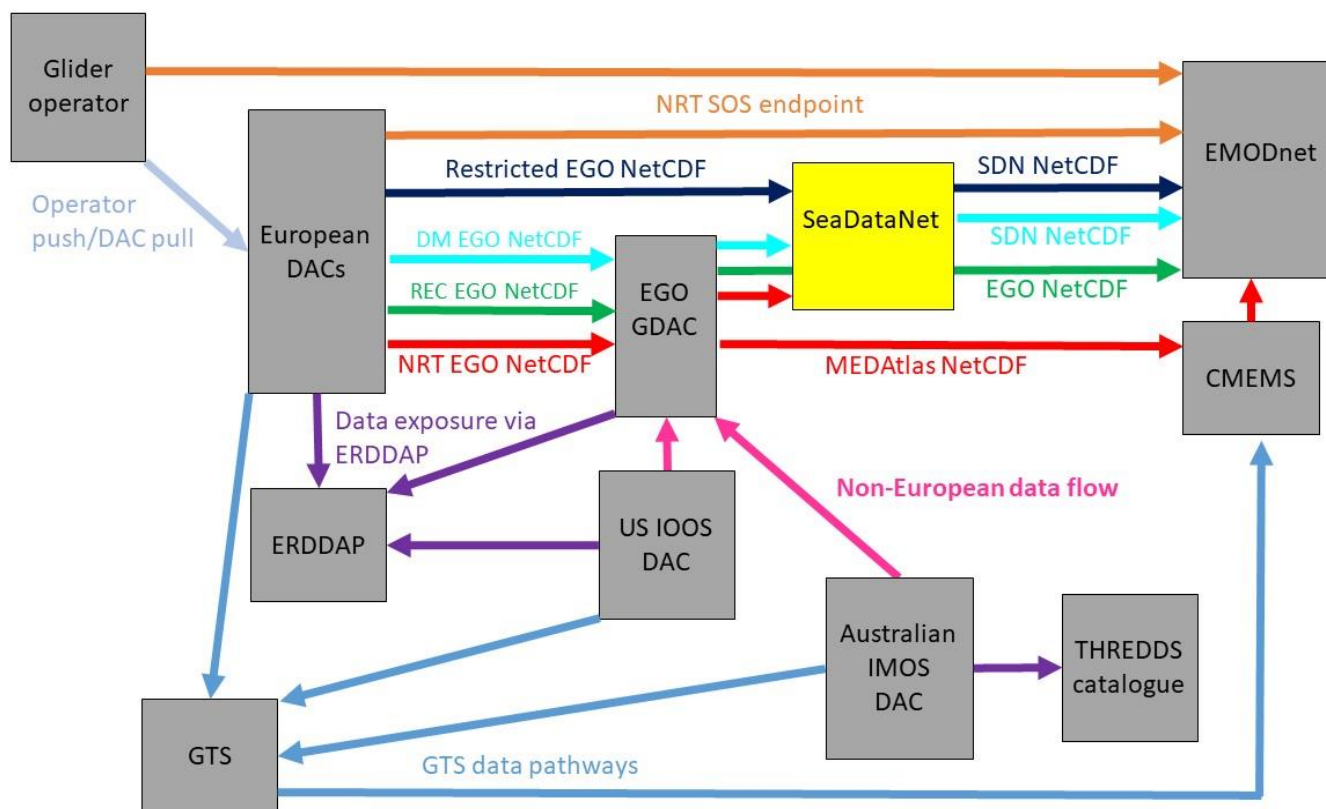 Glider
operator
NRT SOS endpoint
EMODnet
Restricted EGO NetCDF
SDN NetCDF
Operator
push/DAC pull
European
DACs
SeaDataNet
DM EGO NetCDF
SDN NetCDF
REC EGO NetCDF
EGO
GDAC
EGO NetCDF
NRT EGO NetCDF
MEDAtlas NetCDF
CMEMS
Data exposure via
ERDDAP
Non-European data flow
ERDDAP
US IOOS
DAC
Australian
IMOS
DAC
THREDDS
catalogue
GTS
GTS data pathways